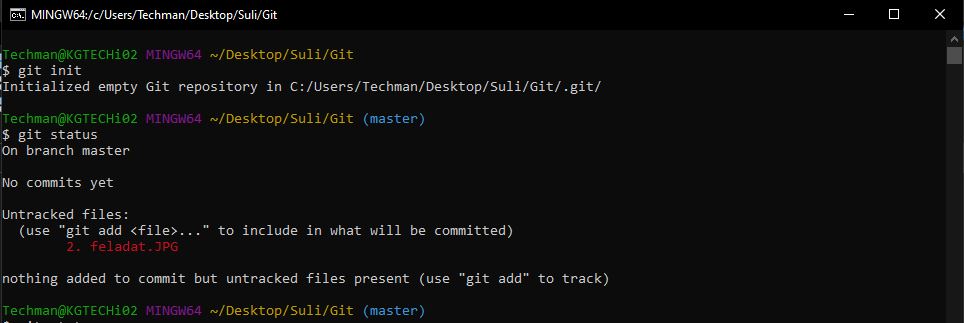 MINGW64:/c/Users/Techman/Desktop/Suli/Git
Techman@KGTECHi02 MINGW64 ~/Desktop/Suli/Git
$ git init
Initialized empty Git repository in C:/Users/Techman/Desktop/Suli/Git/.git/
Techman@KGTECHi02 MINGW64 ~/Desktop/Suli/Git (master)
$ git status
On branch master
No commits yet
Untracked files:
(use "git add <file>..." to include in what will be committed)
2. feladat.JPG
nothing added to commit but untracked files present (use "git add" to track)
Techman@KGTECHi02 MINGW64 ~/Desktop/Suli/Git (master)